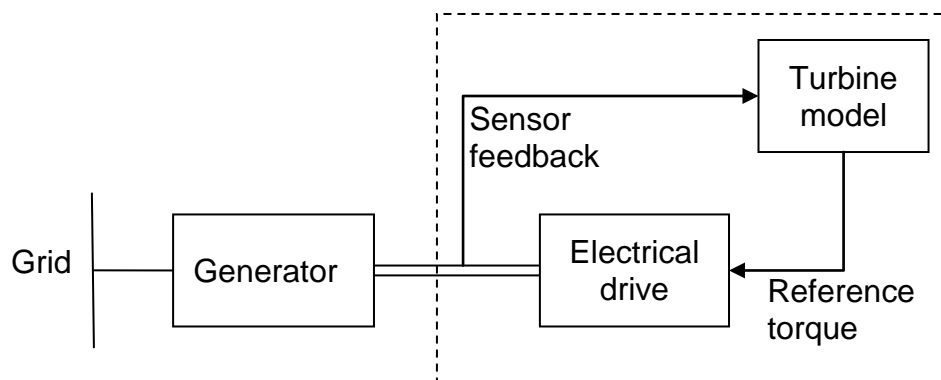 Turbine
model
Sensor
feedback
Grid
Generator
Electrical
drive
Reference
torque